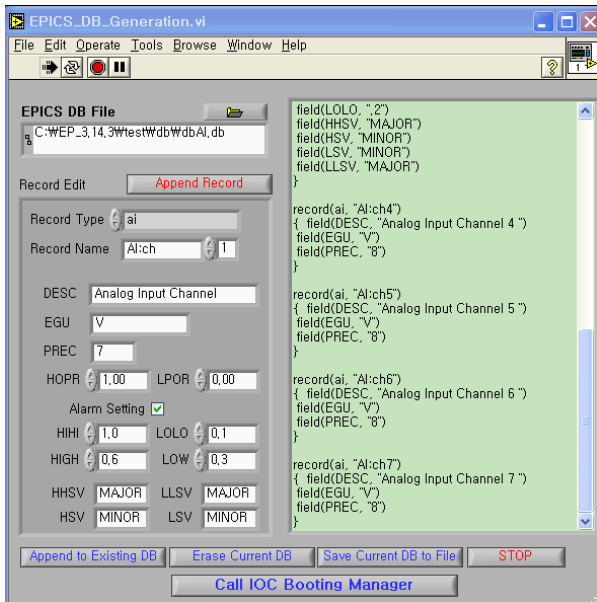 EPICS_DB_Generation.vi
File Edit Operate Tools Browse Window Help
?
1
EPICS DB File
C:₩EP_3,14,3₩test₩db₩dbAI,db
Record Edit
Append Record
Record Type ai
Record Name AI:ch 1
DESC Analog Input Channel
EGU V
PREC 7
HOPR 1,00 LPOR 0,00
Alarm Setting
HIHI 1,0 LOLO 0,1
HIGH 0,6 LOW 0,3
HHSV MAJOR LLSV MAJOR
HSV MINOR LSV MINOR
field(LOLO, ",2")
field(HHSV, "MAJOR")
field(HSV, "MINOR")
field(LSV, "MINOR")
field(LLSV, "MAJOR")
}
record(ai, "AI:ch4")
{ field(DESC, "Analog Input Channel 4 ")
field(EGU, "V")
field(PREC, "8")
}
record(ai, "AI:ch5")
{ field(DESC, "Analog Input Channel 5 ")
field(EGU, "V")
field(PREC, "8")
}
record(ai, "AI:ch6")
{ field(DESC, "Analog Input Channel 6 ")
field(EGU, "V")
field(PREC, "8")
}
record(ai, "AI:ch7")
{ field(DESC, "Analog Input Channel 7 ")
field(EGU, "V")
field(PREC, "8")
}
Append to Existing DB Erase Current DB Save Current DB to File STOP
Call IOC Booting Manager